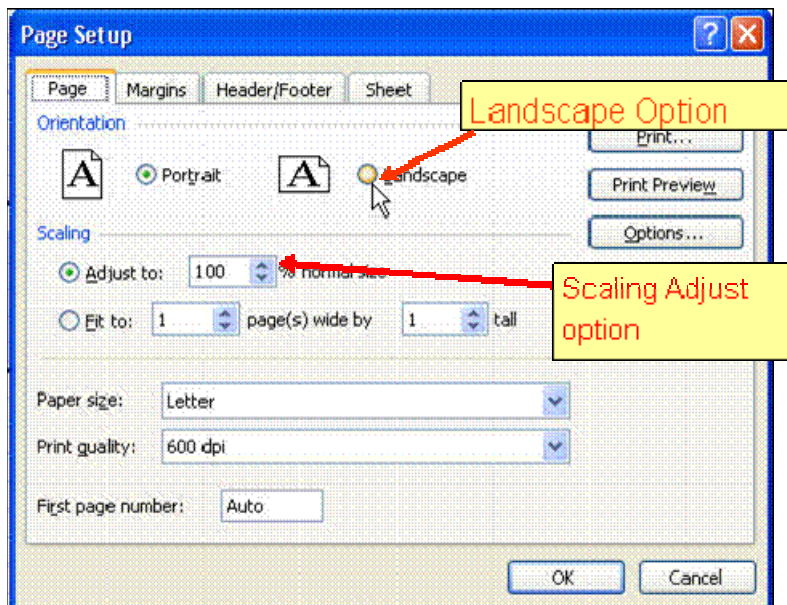 Page Setup
Page Margins Header/Footer Sheet
Landscape Option
Orientation
Print...
A Portrait A Landscape
Print Preview
Scaling
Options...
Adjust to: 100 % normal size
Scaling Adjust
option
Fit to: 1 page(s) wide by 1 tall
Paper size: Letter
Print quality: 600 dpi
First page number: Auto
OK Cancel